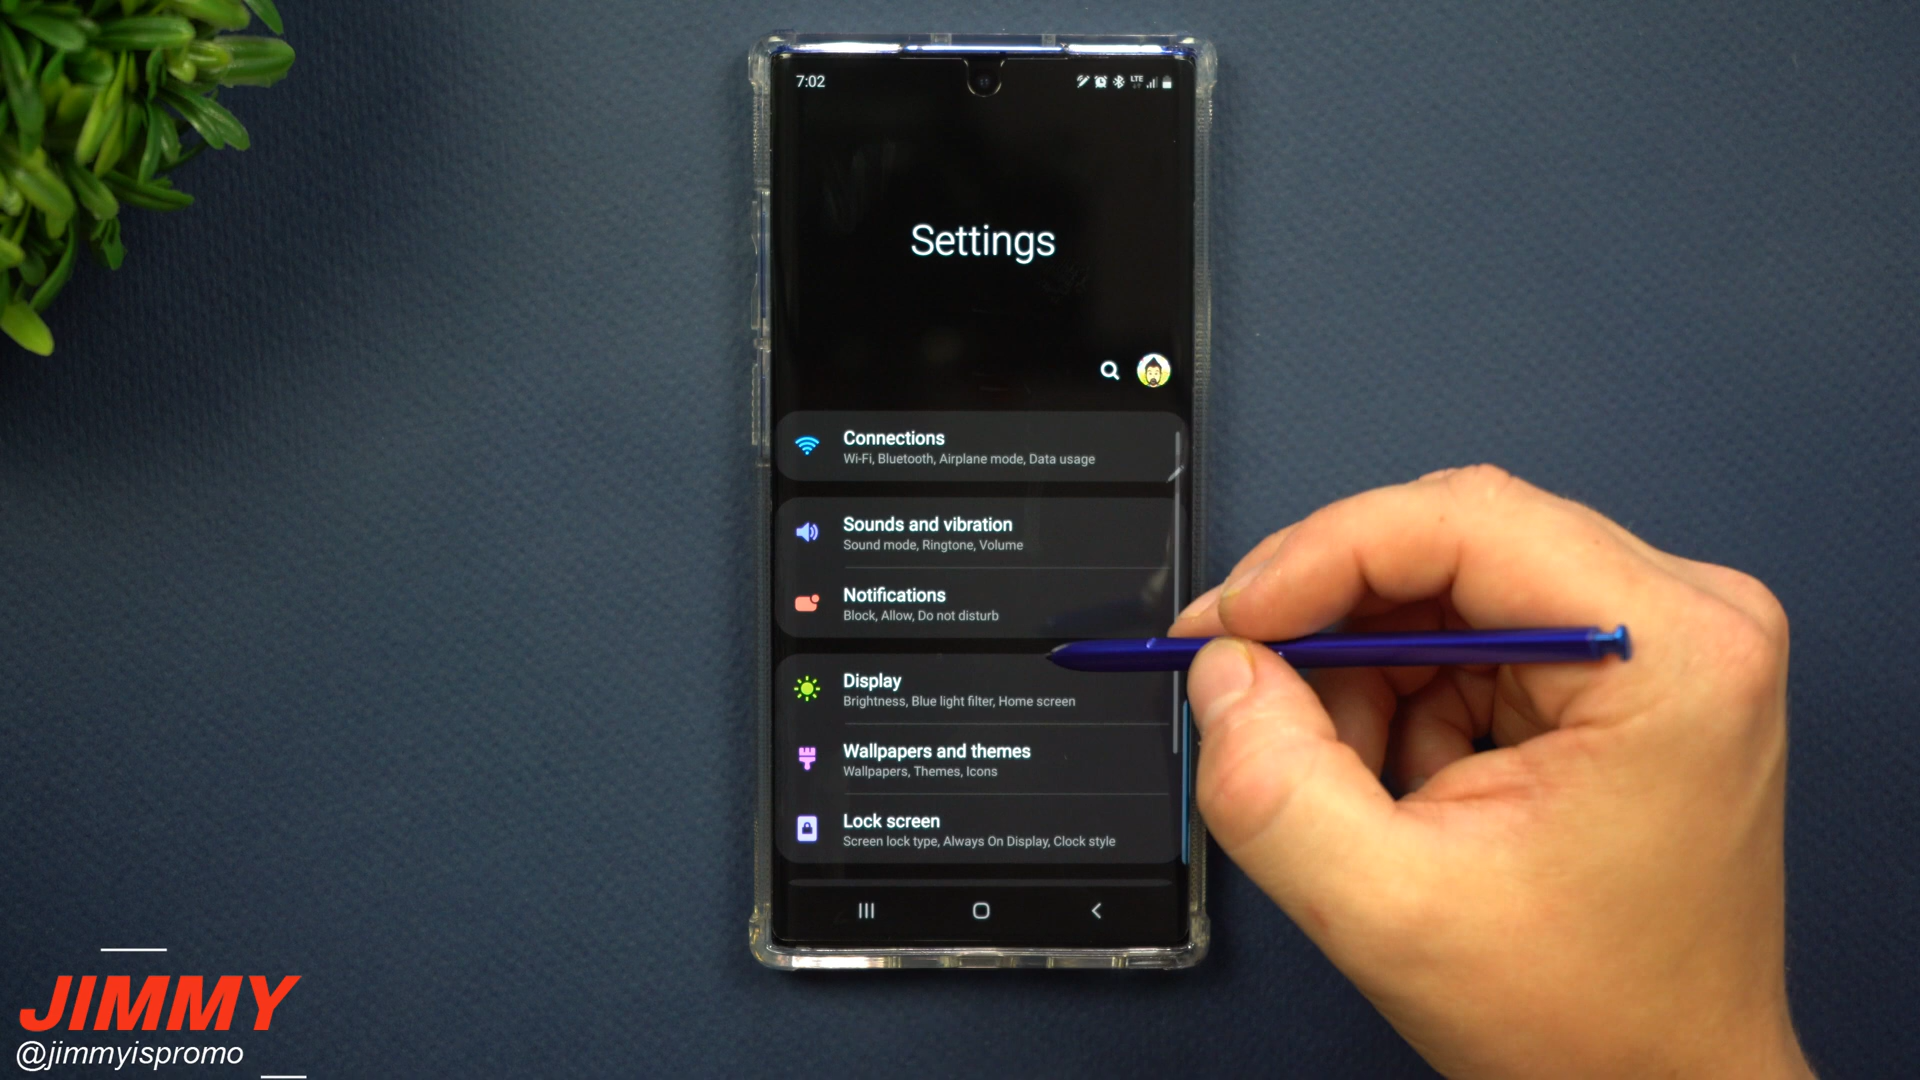 7:02
LTE
Settings
Connections
Wi-Fi, Bluetooth, Airplane mode, Data usage
Sounds and vibration
Sound mode, Ringtone, Volume
Notifications
Block, Allow, Do not disturb
Display
Brightness, Blue light filter, Home screen
Wallpapers and themes
Wallpapers, Themes, Icons
Lock screen
Screen lock type, Always On Display, Clock style
JIMMY
@jimmyispromo